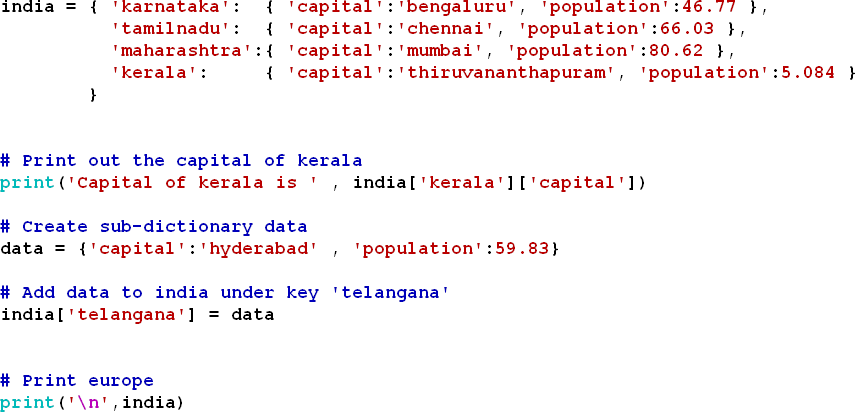 india = { 'karnataka':  { 'capital':'bengaluru', 'population':46.77 },
          'tamilnadu':  { 'capital':'chennai', 'population':66.03 },
          'maharashtra':{ 'capital':'mumbai', 'population':80.62 },
          'kerala':     { 'capital':'thiruvananthapuram', 'population':5.084 }
        }
# Print out the capital of kerala
print('Capital of kerala is ' , india['kerala']['capital'])
# Create sub-dictionary data
data = {'capital':'hyderabad' , 'population':59.83}
# Add data to india under key 'telangana'
india['telangana'] = data
# Print europe
print('\n',india)